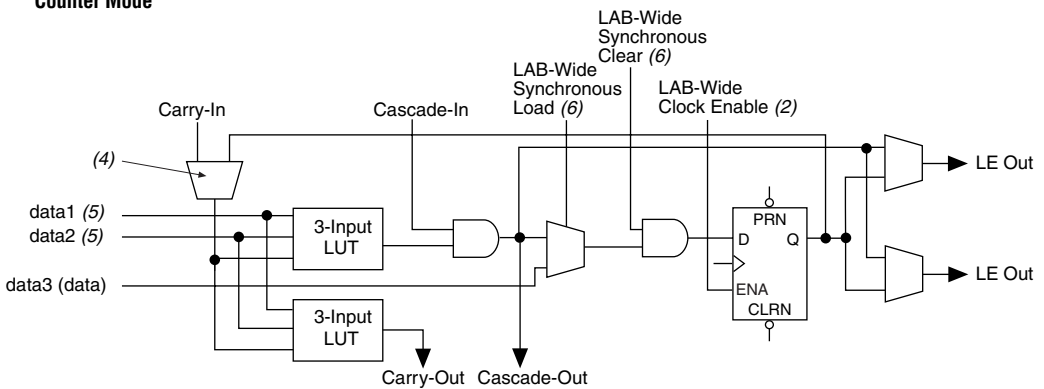 Counter Mode
LAB-Wide
Synchronous
Clear (6)
LAB-Wide
Synchronous
Load (6)
LAB-Wide
Clock Enable (2)
Carry-In
Cascade-In
(4)
LE Out
data1 (5)
data2 (5)
3-Input
LUT
PRN
D
Q
data3 (data)
ENA
CLRN
LE Out
3-Input
LUT
Carry-Out
Cascade-Out